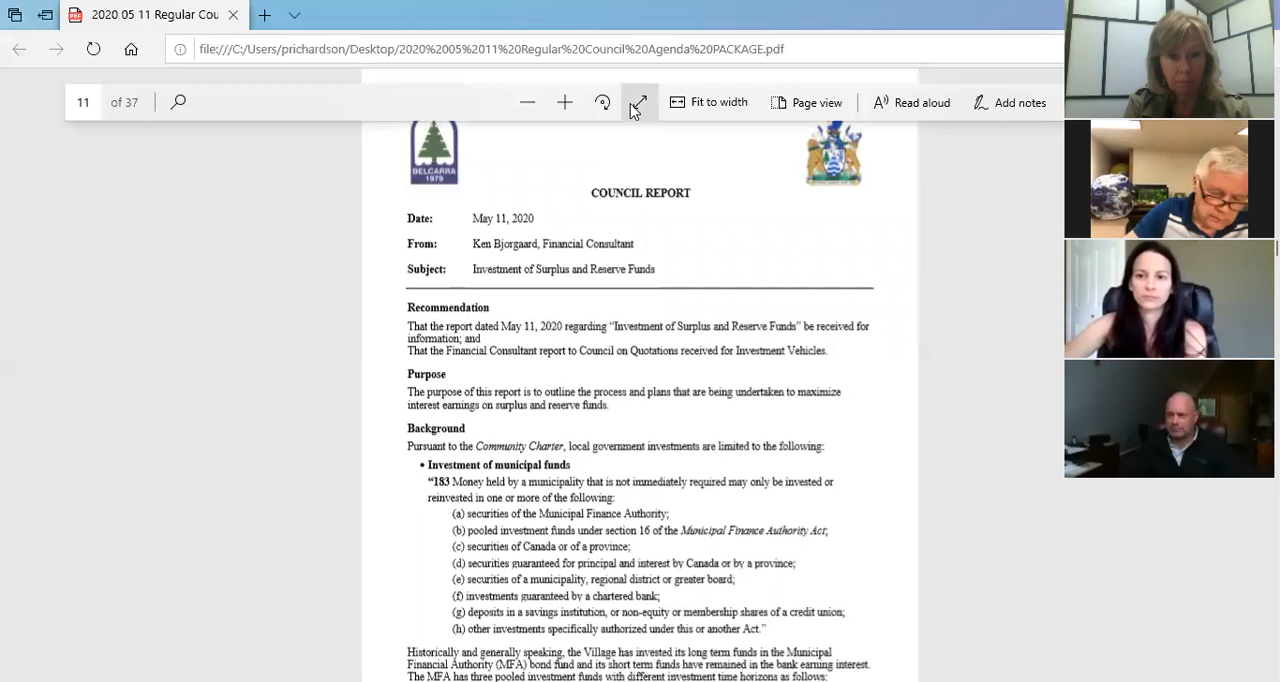 2020 05 11 Regular Cou
file:///C:/Users/prichardson/Desktop/2020%2005%2011%20Regular%20Council%20Agenda%20PACKAGE.pdf
11 of 37 Fit to width Page view Read aloud Add notes
BELCARRA
1979
COUNCIL REPORT
Date: May 11, 2020
From: Ken Bjorgaard, Financial Consultant
Subject: Investment of Surplus and Reserve Funds
Recommendation
That the report dated May 11, 2020 regarding “Investment of Surplus and Reserve Funds” be received for
information; and
That the Financial Consultant report to Council on Quotations received for Investment Vehicles.
Purpose
The purpose of this report is to outline the process and plans that are being undertaken to maximize
interest earnings on surplus and reserve funds.
Background
Pursuant to the Community Charter, local government investments are limited to the following:
• Investment of municipal funds
“183 Money held by a municipality that is not immediately required may only be invested or
reinvested in one or more of the following:
(a) securities of the Municipal Finance Authority;
(b) pooled investment funds under section 16 of the Municipal Finance Authority Act;
(c) securities of Canada or of a province;
(d) securities guaranteed for principal and interest by Canada or by a province;
(e) securities of a municipality, regional district or greater board;
(f) investments guaranteed by a chartered bank;
(g) deposits in a savings institution, or non-equity or membership shares of a credit union;
(h) other investments specifically authorized under this or another Act.”
Historically and generally speaking, the Village has invested its long term funds in the Municipal
Financial Authority (MFA) bond fund and its short term funds have remained in the bank earning interest.
The MFA has three pooled investment funds with different investment time horizons as follows: